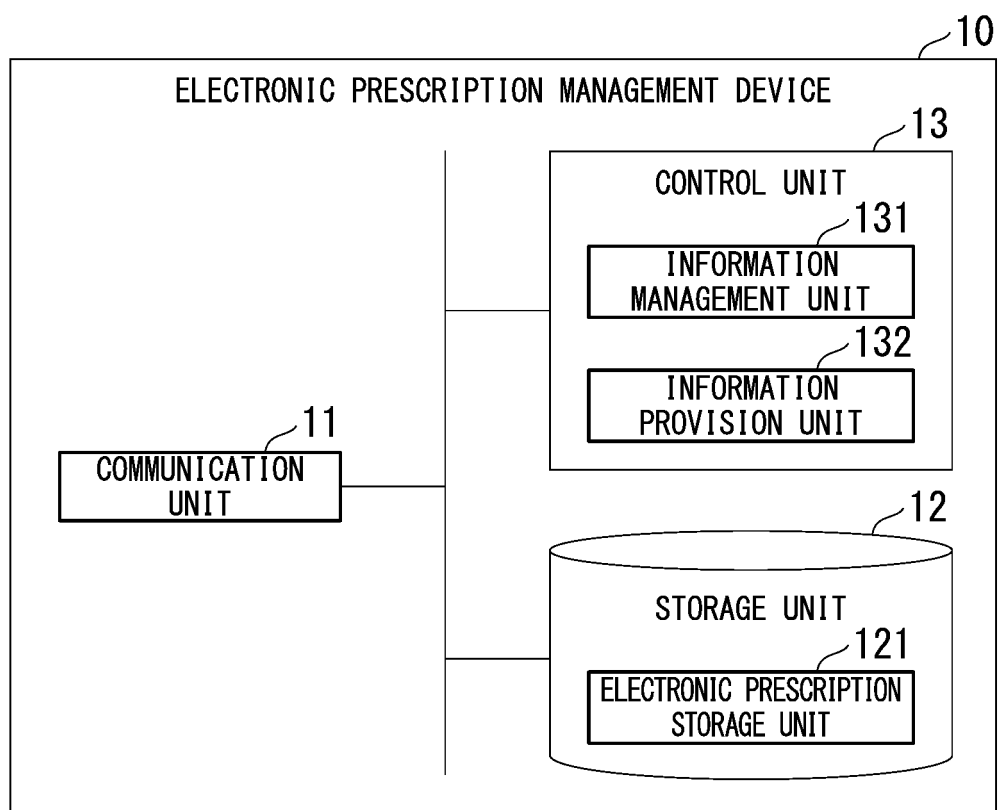 10
ELECTRONIC PRESCRIPTION MANAGEMENT DEVICE
13
CONTROL UNIT
131
INFORMATION
MANAGEMENT UNIT
132
INFORMATION
PROVISION UNIT
11
COMMUNICATION
UNIT
12
STORAGE UNIT
121
ELECTRONIC PRESCRIPTION
STORAGE UNIT